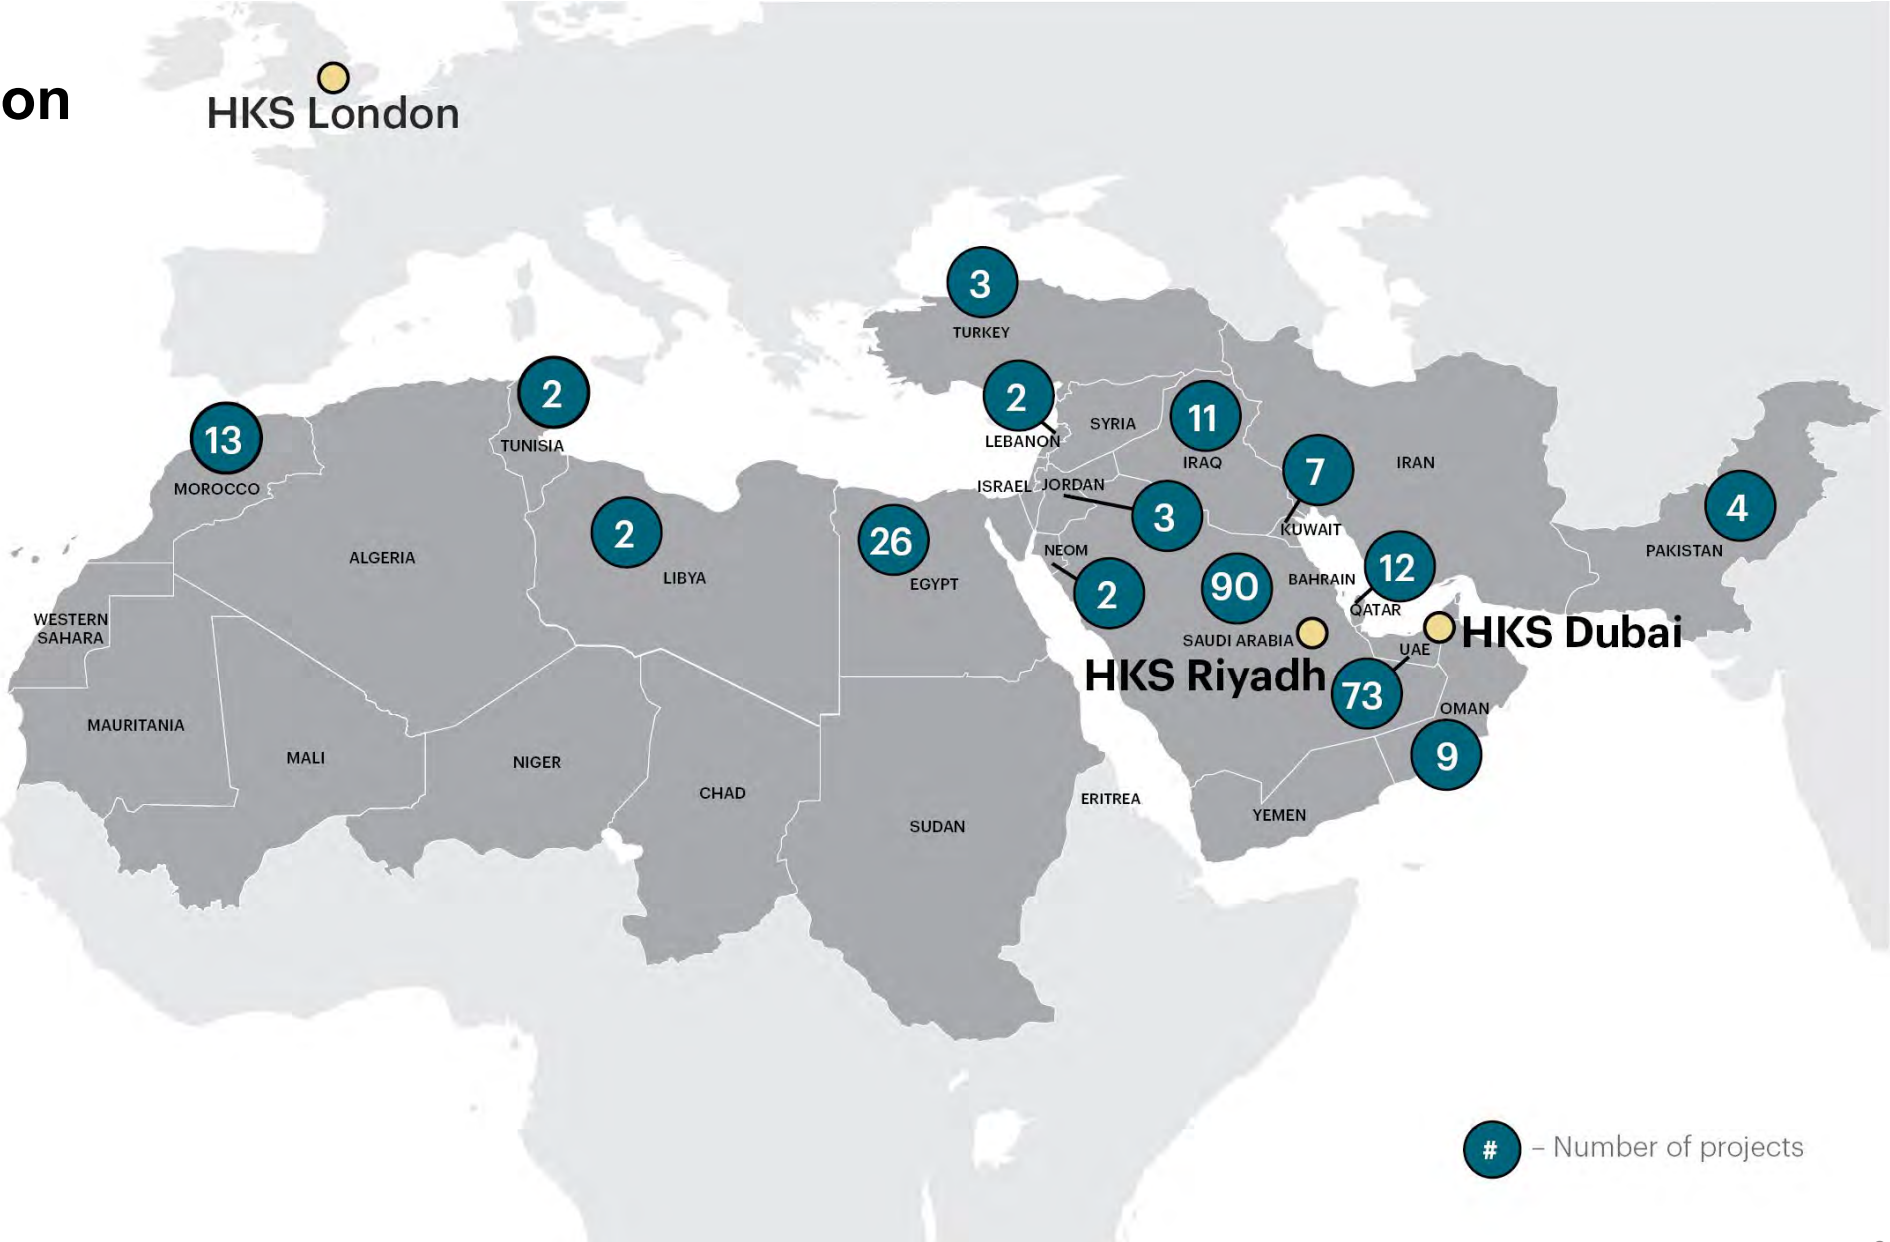 on
HKS London
3
TURKEY
2
TUNISIA
13
MOROCCO
2
LEBANON
SYRIA
11
IRAQ
7
KUWAIT
IRAN
4
PAKISTAN
ISRAEL
JORDAN
3
2
LIBYA
26
EGYPT
ALGERIA
NEOM
2
90
SAUDI ARABIA
BAHRAIN
12
QATAR
HKS Dubai
UAE
HKS Riyadh
73
OMAN
9
WESTERN
SAHARA
MAURITANIA
MALI
NIGER
CHAD
SUDAN
ERITREA
YEMEN
# – Number of projects